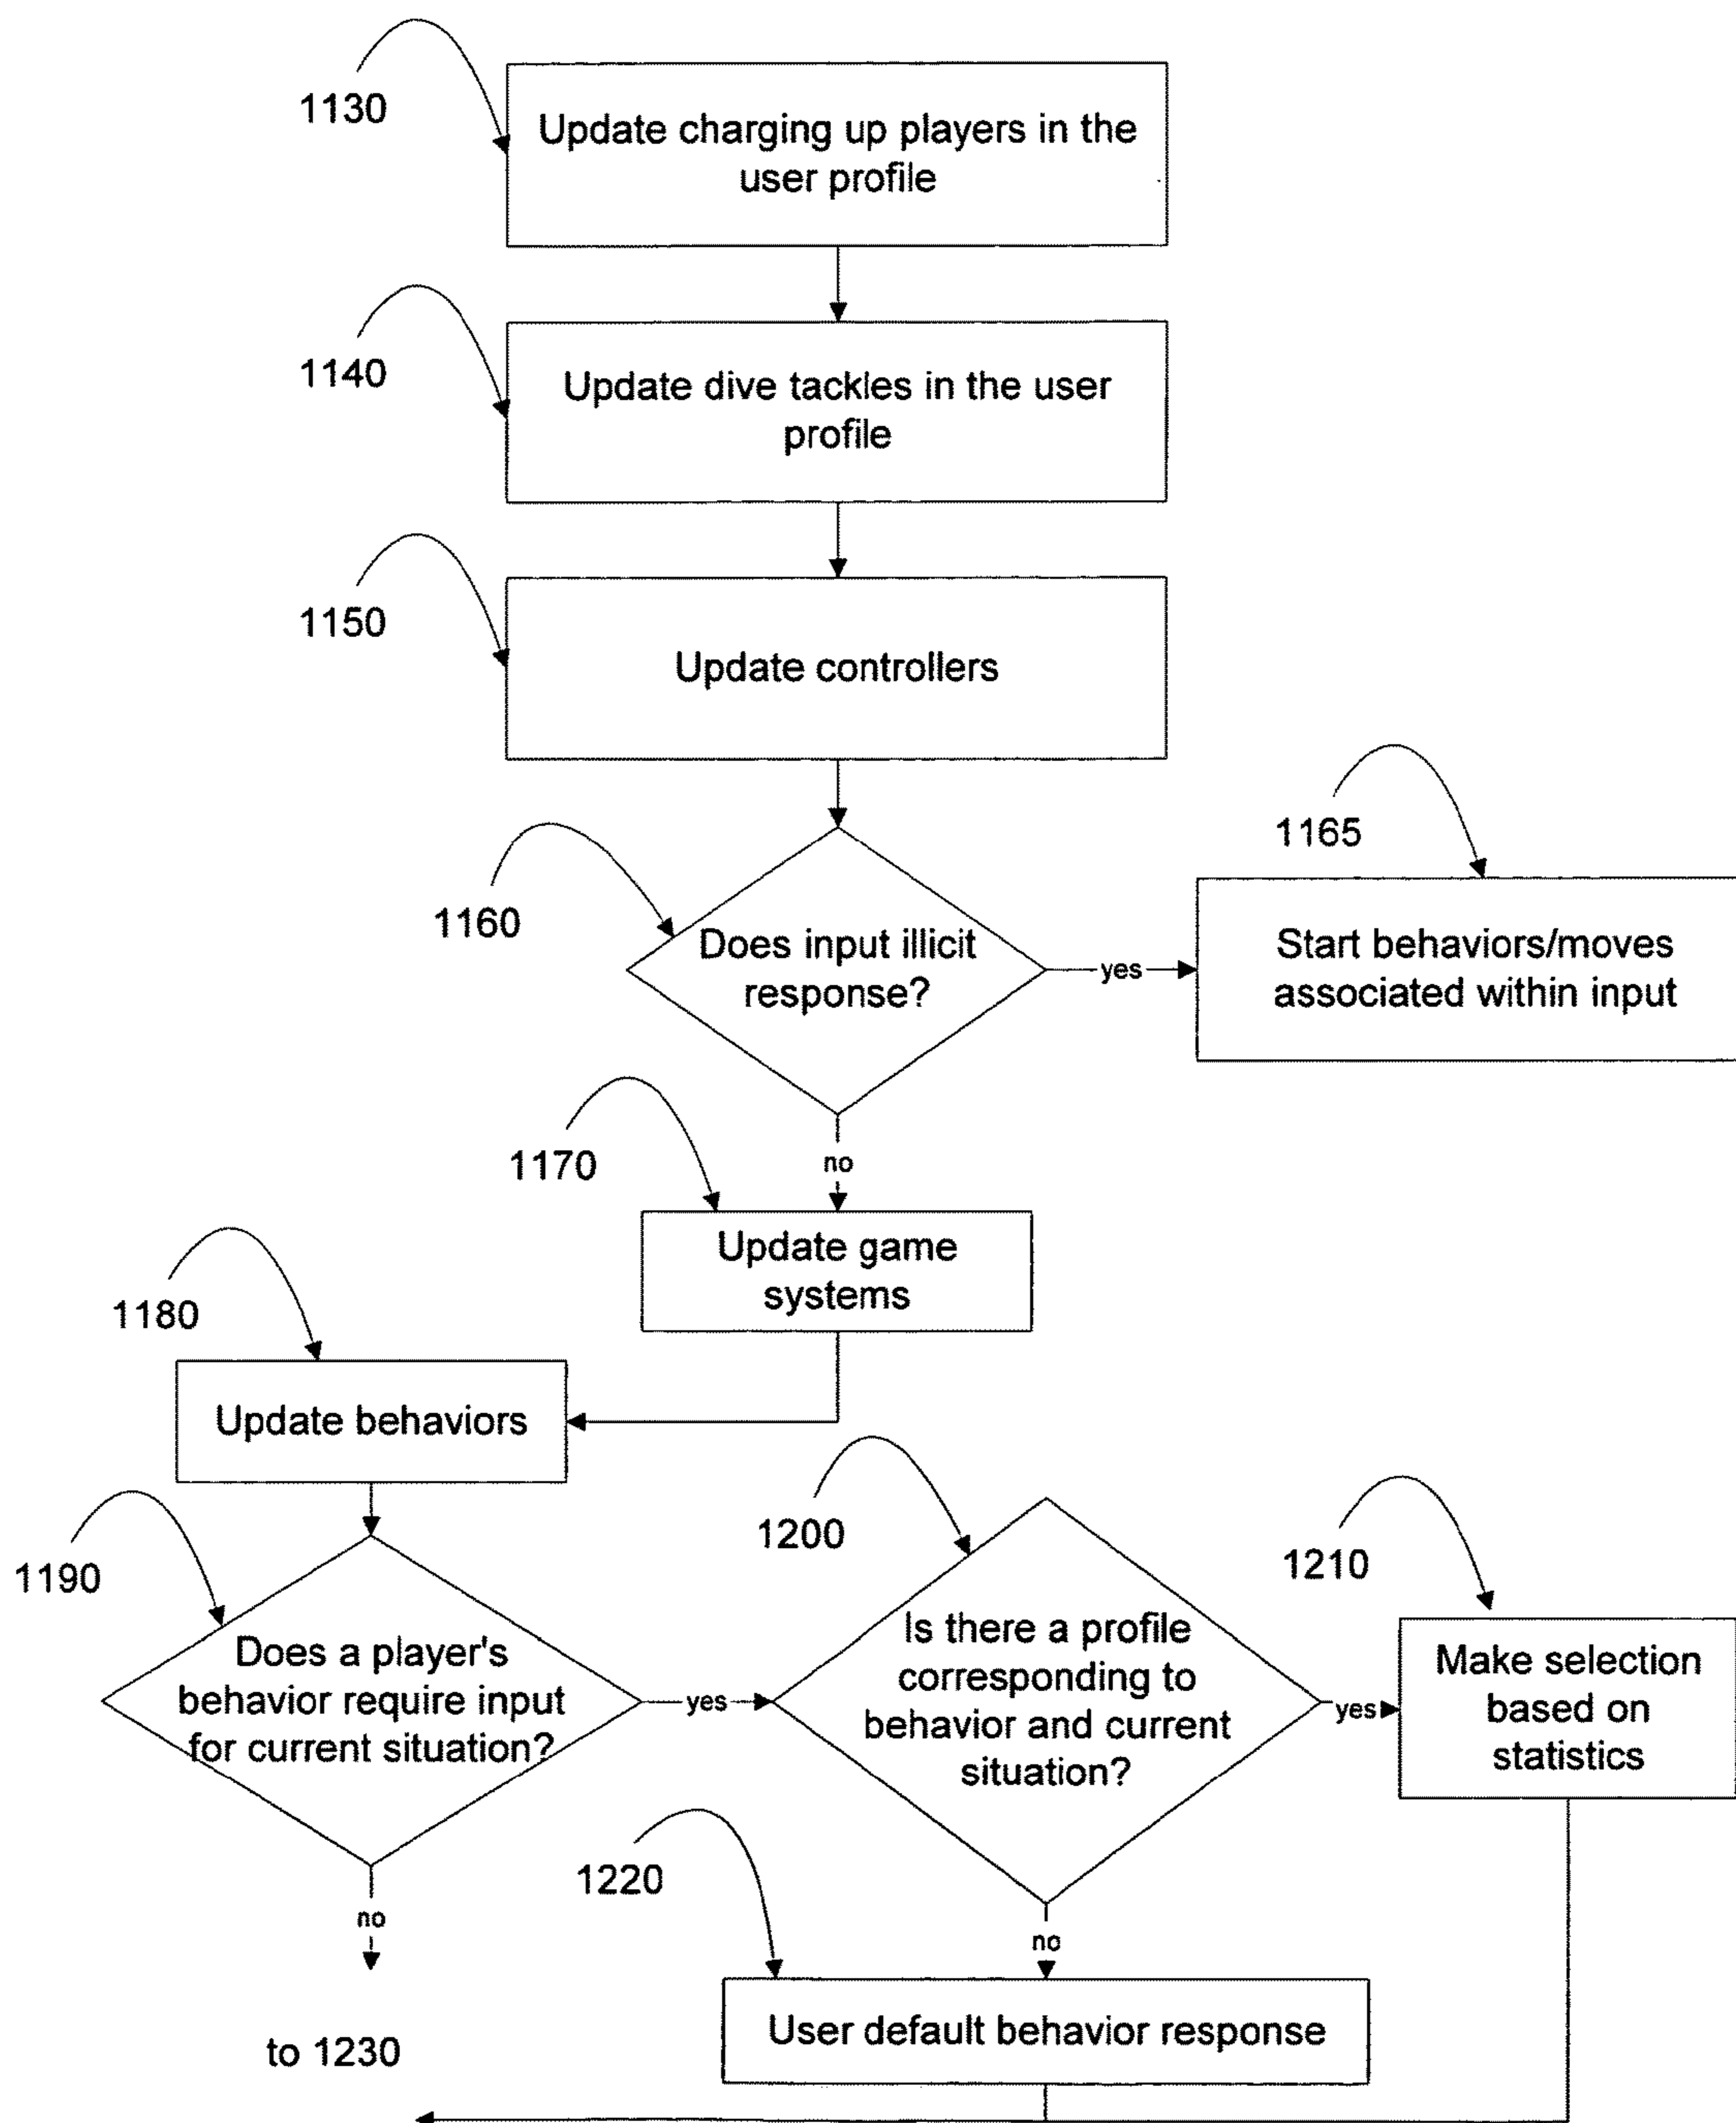 1130
Update charging up players in the
user profile
1140
Update dive tackles in the user
profile
1150
Update controllers
1160
Does input illicit
response?
yes
1165
Start behaviors/moves
associated within input
no
1170
Update game
systems
1180
Update behaviors
1190
Does a player's
behavior require input
for current situation?
yes
1200
Is there a profile
corresponding to
behavior and current
situation?
yes
1210
Make selection
based on
statistics
no
to 1230
no
1220
User default behavior response